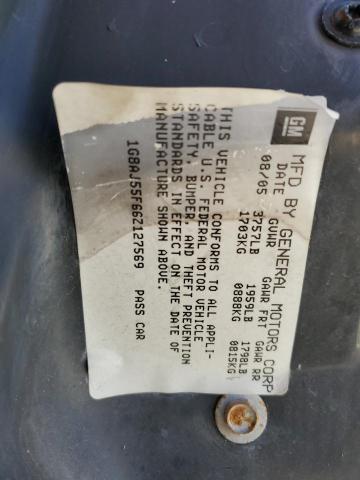 GM
MFD BY GENERAL MOTORS CORP
DATE GVWR GAWR FRT GAWR RR
08/05 3757LB 1959LB 1798LB
1703KG 0888KG 0815KG
THIS VEHICLE CONFORMS TO ALL APPLI-
CABLE U.S. FEDERAL MOTOR VEHICLE
SAFETY, BUMPER, AND THEFT PREVENTION
STANDARDS IN EFFECT ON THE DATE OF
MANUFACTURE SHOWN ABOVE.
1G8AJ55F66Z127569 PASS CAR